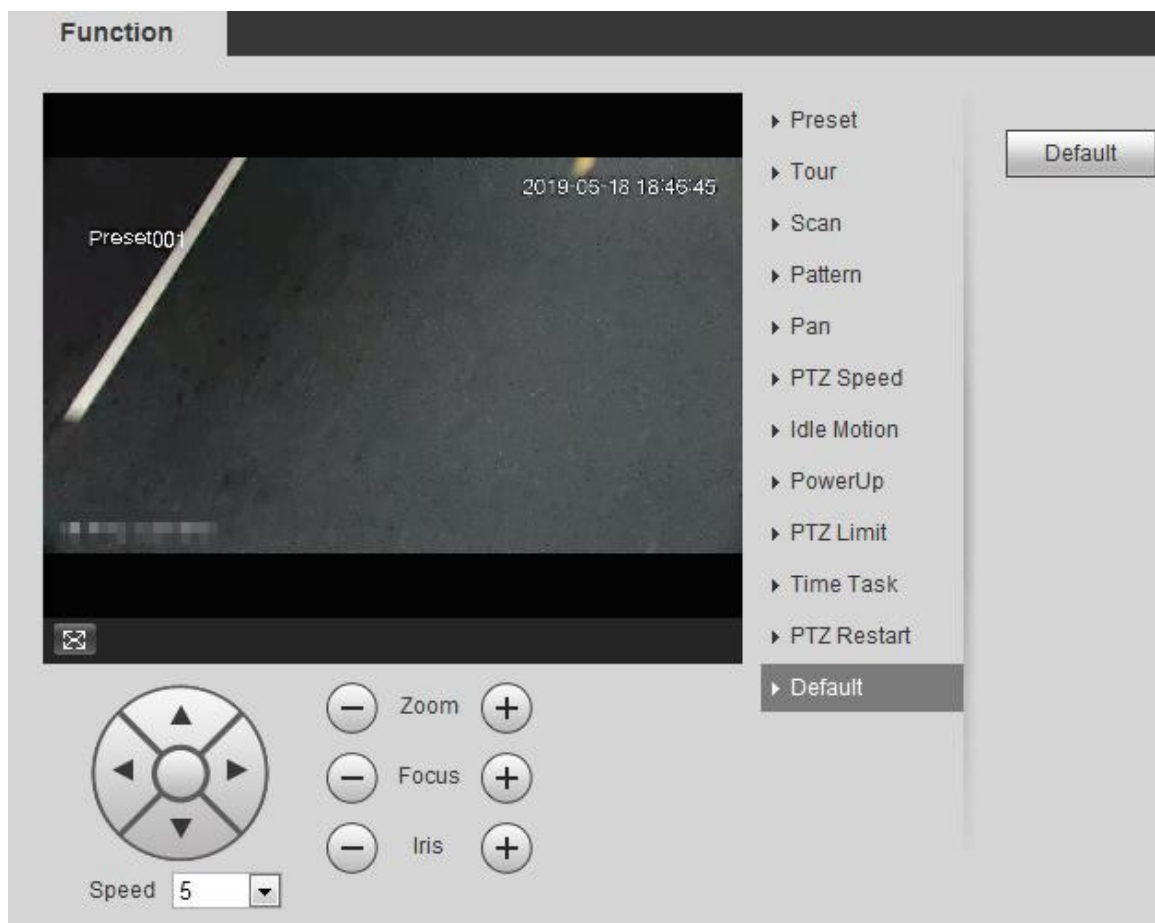 Function
2019-05-18 18:46:45
Preset001
Preset
Tour
Scan
Pattern
Pan
PTZ Speed
Idle Motion
PowerUp
PTZ Limit
Time Task
PTZ Restart
Default
Default
Zoom
Focus
Iris
Speed 5